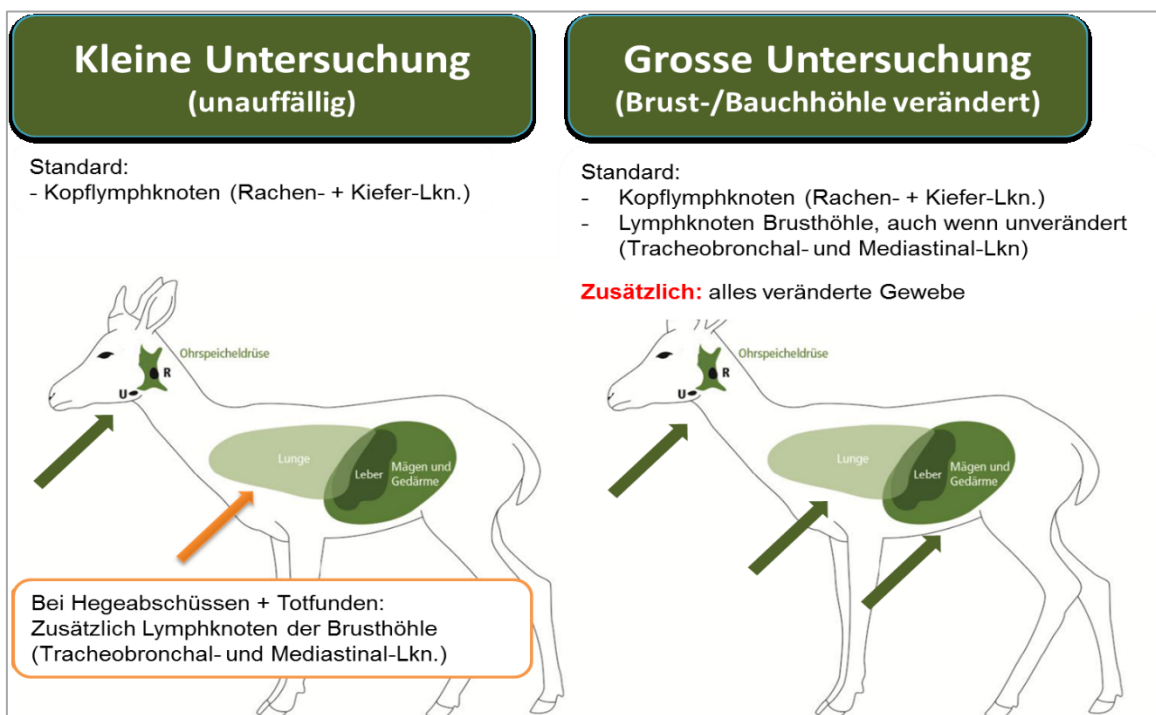 Kleine Untersuchung
(unauffällig)
Standard:
- Kopflymphknoten (Rachen- + Kiefer-Lkn.)
Ohrspeicheldrüse
R
U
Lunge
Leber
Mägen und
Gedärme
Bei Hegeabschüssen + Totfunden:
Zusätzlich Lymphknoten der Brusthöhle
(Tracheobronchal- und Mediastinal-Lkn.)
Grosse Untersuchung
(Brust-/Bauchhöhle verändert)
Standard:
- Kopflymphknoten (Rachen- + Kiefer-Lkn.)
- Lymphknoten Brusthöhle, auch wenn unverändert
(Tracheobronchal- und Mediastinal-Lkn)
Zusätzlich: alles veränderte Gewebe
Ohrspeicheldrüse
R
U
Lunge
Leber
Mägen und
Gedärme